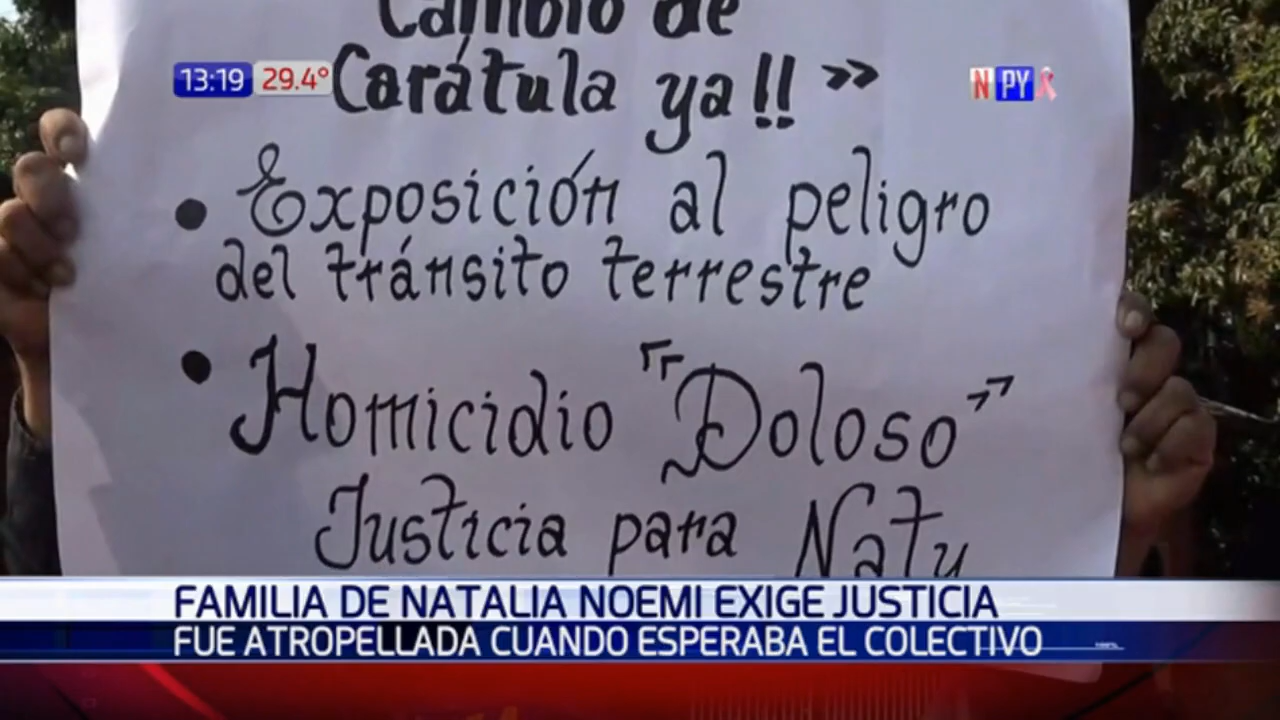 Cambio de
13:19 29.4° Carátula ya!! » NPY
• Exposición al peligro
del tránsito terrestre
• Homicidio "Doloso"
Justicia para Naty
FAMILIA DE NATALIA NOEMI EXIGE JUSTICIA
FUE ATROPELLADA CUANDO ESPERABA EL COLECTIVO